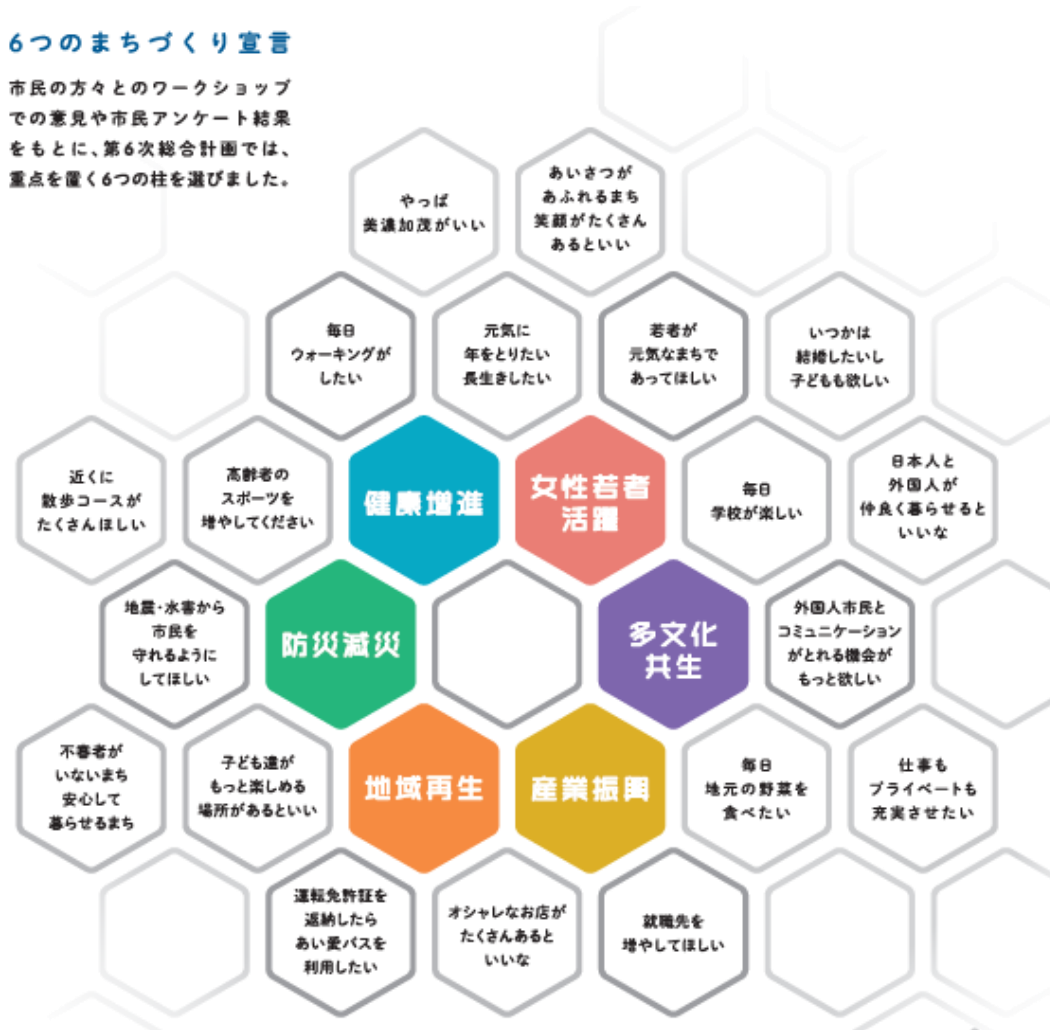 6つのまちづくり宣言
市民の方々とのワークショップ
での意見や市民アンケート結果
をもとに、第6次総合計画では、
重点を置く6つの柱を選びました。
やっぱ
美濃加茂がいい
あいさつが
あふれるまち
笑顔がたくさん
あるといい
毎日
ウォーキングが
したい
元気に
年をとりたい
長生きしたい
若者が
元気なまちで
あってほしい
いつかは
結婚したいし
子どもも欲しい
近くに
散歩コースが
たくさんほしい
高齢者の
スポーツを
増やしてください
健康増進
女性若者
活躍
毎日
学校が楽しい
日本人と
外国人が
仲良く暮らせると
いいな
地震・水害から
市民を
守れるように
してほしい
防災減災
多文化
共生
外国人市民と
コミュニケーション
がとれる機会が
もっと欲しい
不審者が
いないまち
安心して
暮らせるまち
子ども達が
もっと楽しめる
場所があるといい
地域再生
産業振興
毎日
地元の野菜を
食べたい
仕事も
プライベートも
充実させたい
運転免許証を
返納したら
あい愛バスを
利用したい
オシャレなお店が
たくさんあると
いいな
就職先を
増やしてほしい